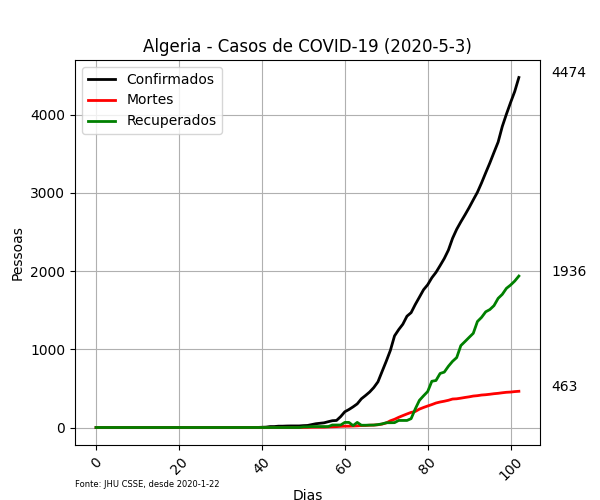 Algeria - Casos de COVID-19 (2020-5-3)
Confirmados
Mortes
Recuperados
4474
1936
463
Pessoas
4000
3000
2000
1000
0
0
20
40
60
80
100
Fonte: JHU CSSE, desde 2020-1-22
Dias